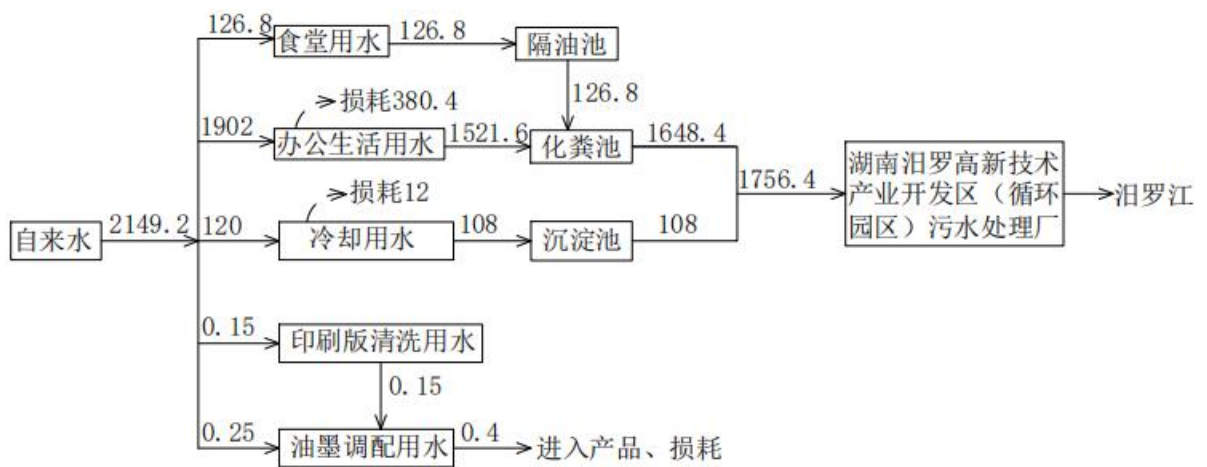 126.8
食堂用水
126.8
隔油池
126.8
损耗380.4
1902
办公生活用水
1521.6
化粪池
1648.4
损耗12
自来水
2149.2
120
冷却用水
108
沉淀池
108
1756.4
湖南汨罗高新技术
产业开发区（循环
园区）污水处理厂
汨罗江
0.15
印刷版清洗用水
0.15
0.25
油墨调配用水
0.4
进入产品、损耗